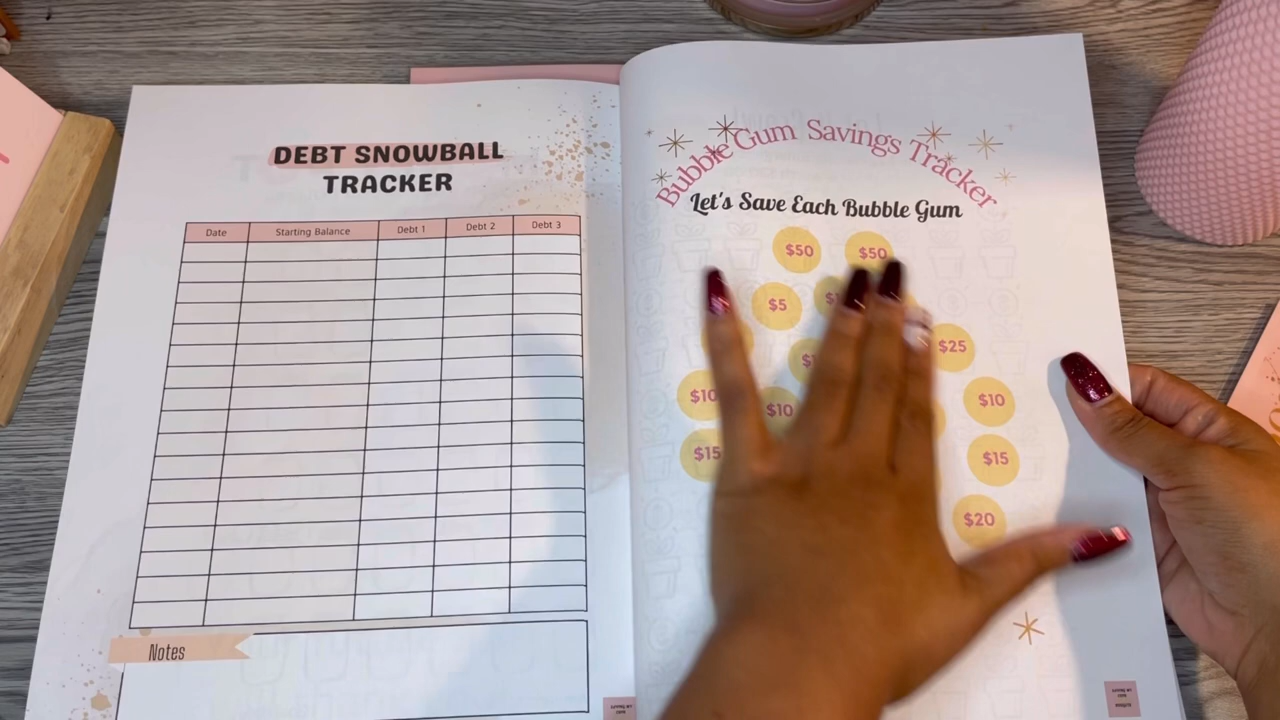 DEBT SNOWBALL
TRACKER
Date Starting Balance Debt 1 Debt 2 Debt 3
Notes
Bubble Gum Savings Tracker
Let's Save Each Bubble Gum
$50 $50
$5
$25
$10 $10 $10
$15 $15
$20